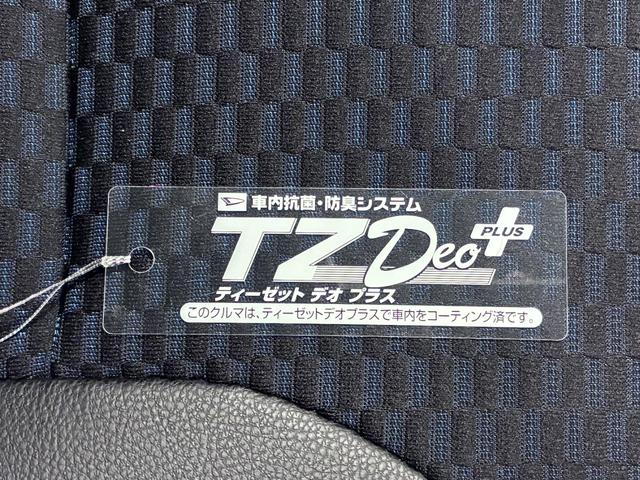 車内抗菌・防臭システム
TZ Deo PLUS
ティーゼット デオ プラス
このクルマは、ティーゼットデオプラスで車内をコーティング済です。